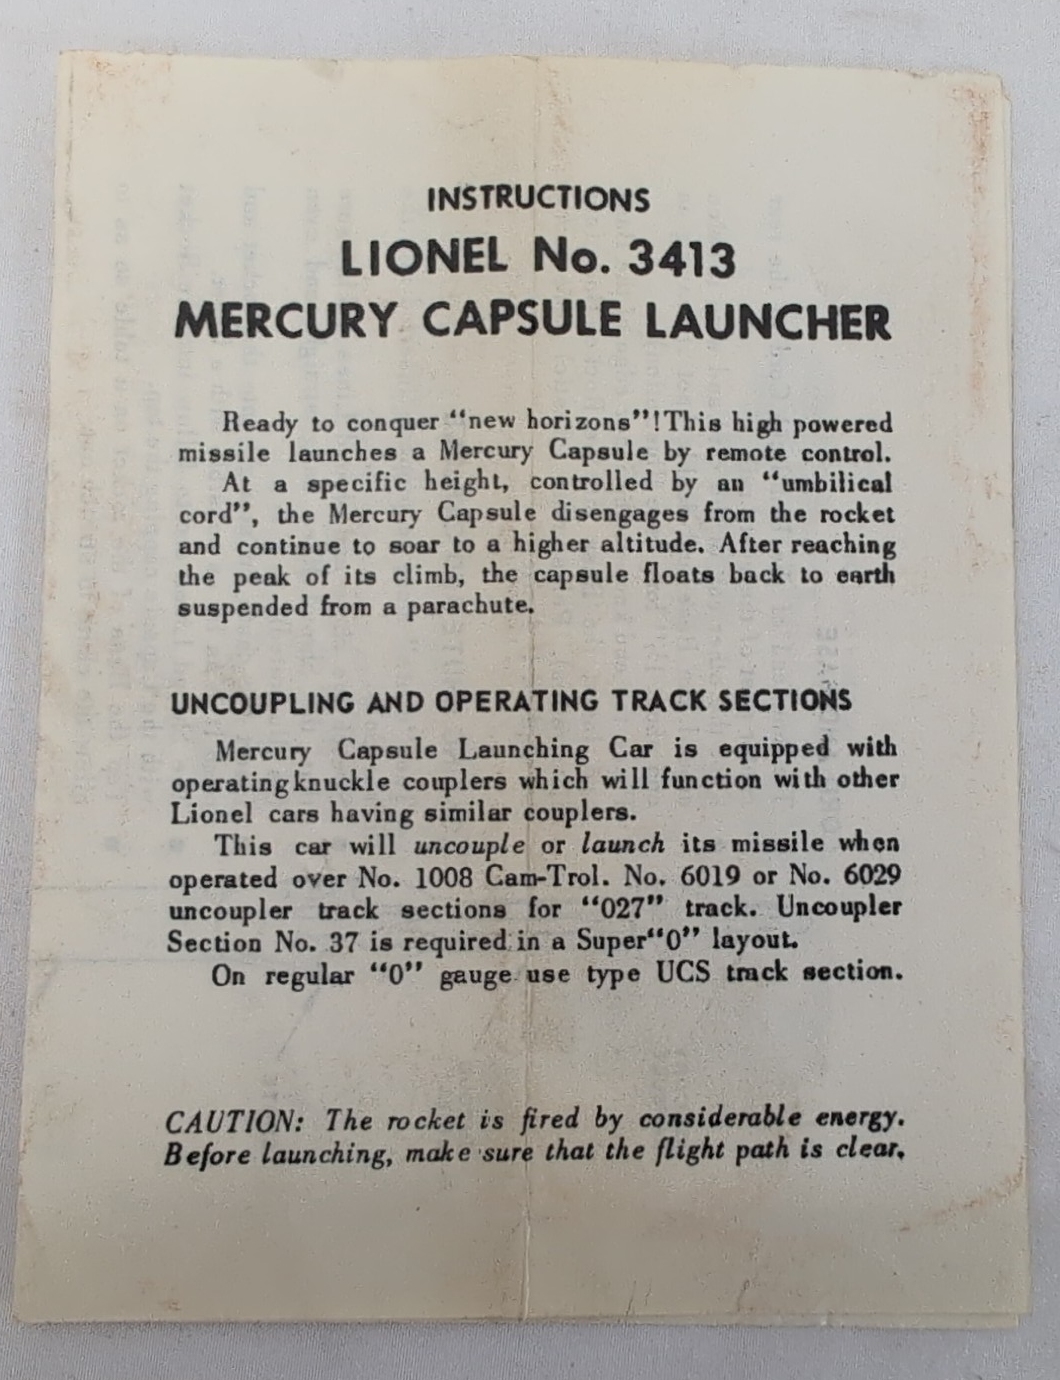 INSTRUCTIONS
LIONEL No. 3413
MERCURY CAPSULE LAUNCHER
Ready to conquer "new horizons"! This high powered
missile launches a Mercury Capsule by remote control.
At a specific height, controlled by an "umbilical
cord", the Mercury Capsule disengages from the rocket
and continue to soar to a higher altitude. After reaching
the peak of its climb, the capsule floats back to earth
suspended from a parachute.
UNCOUPLING AND OPERATING TRACK SECTIONS
Mercury Capsule Launching Car is equipped with
operating knuckle couplers which will function with other
Lionel cars having similar couplers.
This car will uncouple or launch its missile when
operated over No. 1008 Cam-Trol. No. 6019 or No. 6029
uncoupler track sections for "027" track. Uncoupler
Section No. 37 is required in a Super "0" layout.
On regular "0" gauge use type UCS track section.
CAUTION: The rocket is fired by considerable energy.
Before launching, make sure that the flight path is clear.